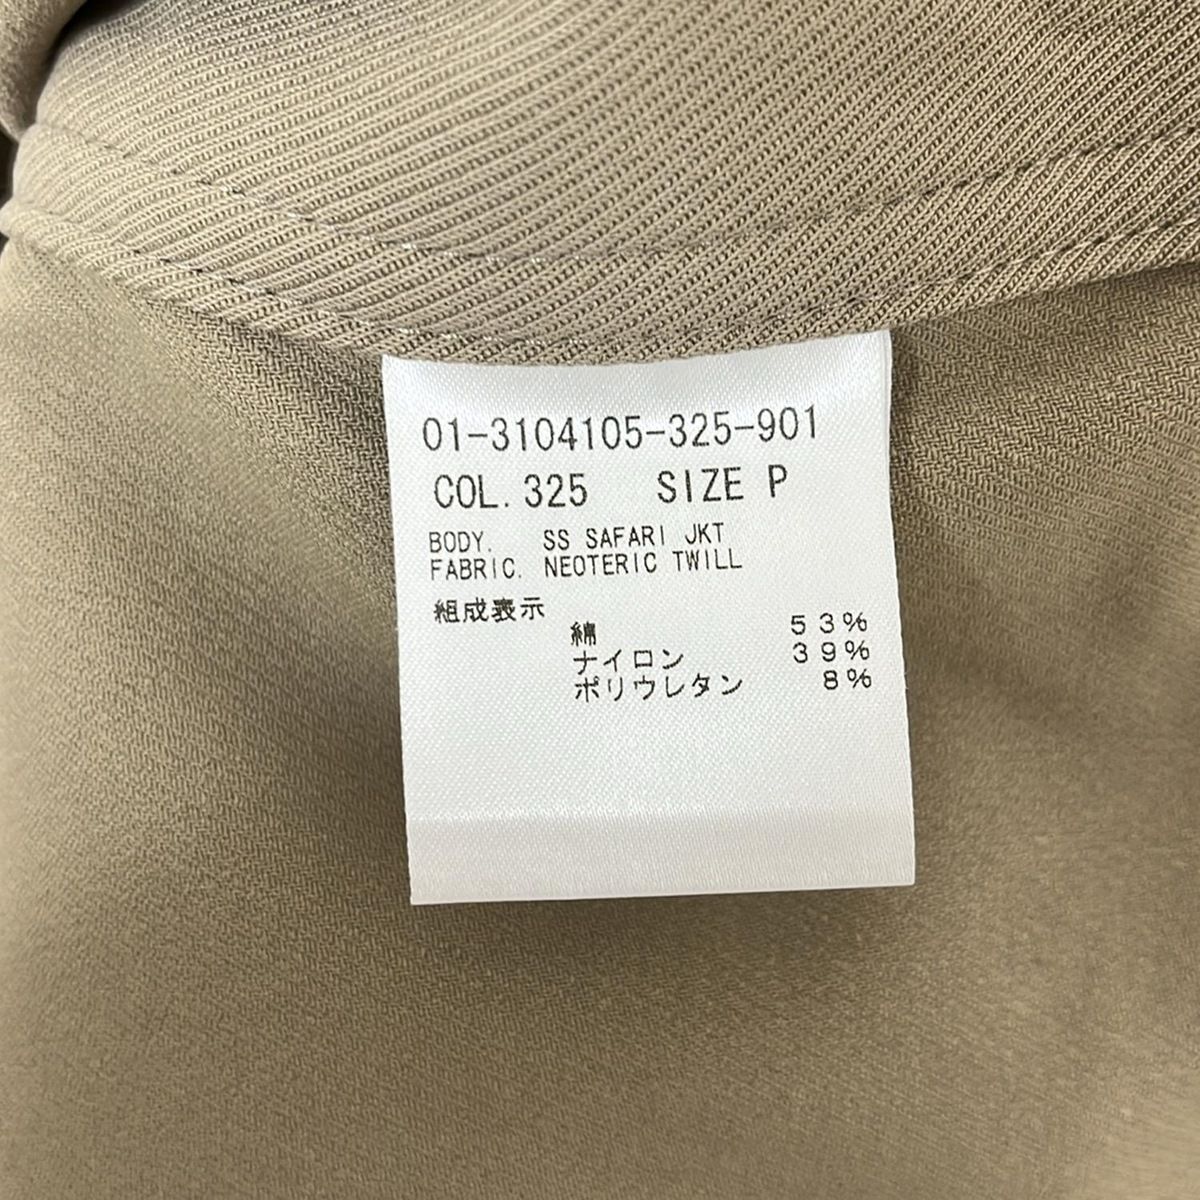 01-3104105-325-901
COL. 325 SIZE P
BODY. SS SAFARI JKT
FABRIC. NEOTERIC TWILL
組成表示
綿 53%
ナイロン 39%
ポリウレタン 8%